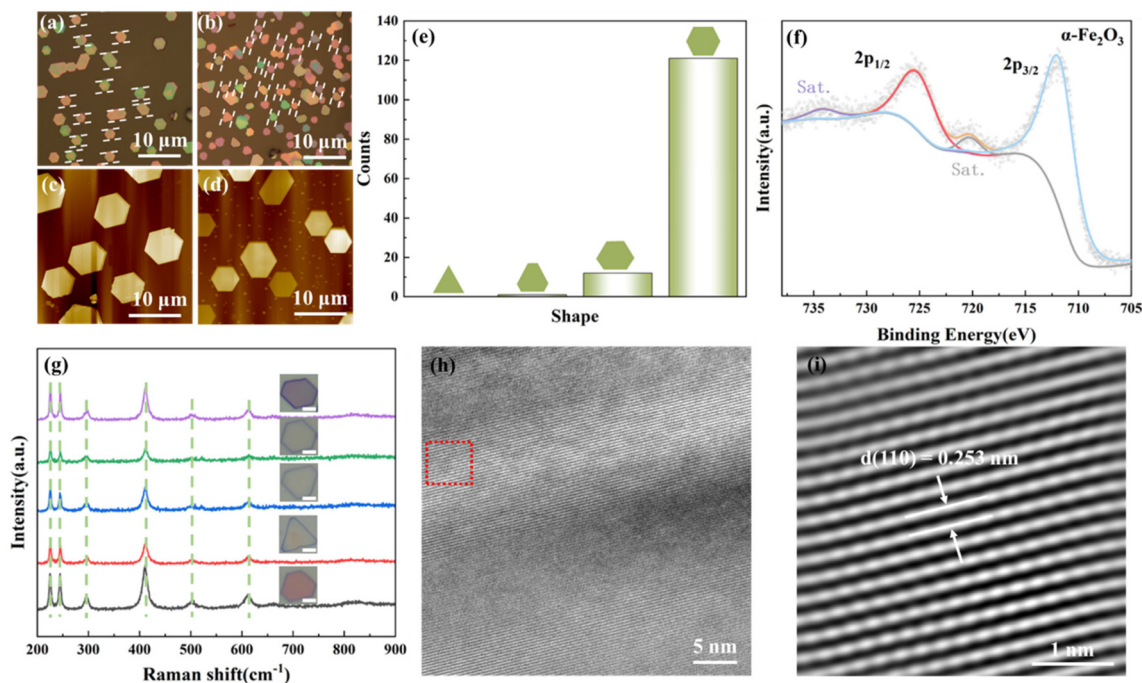 (a)
10 μm
(b)
10 μm
(c)
10 μm
(d)
10 μm
(e)
Counts
140
120
100
80
60
40
20
0
Shape
(f)
α-Fe₂O₃
2p₁/₂
2p₃/₂
Sat.
Sat.
Intensity(a.u.)
735 730 725 720 715 710 705
Binding Energy(eV)
(g)
Intensity(a.u.)
200 300 400 500 600 700 800 900
Raman shift(cm⁻¹)
(h)
5 nm
(i)
d(110) = 0.253 nm
1 nm